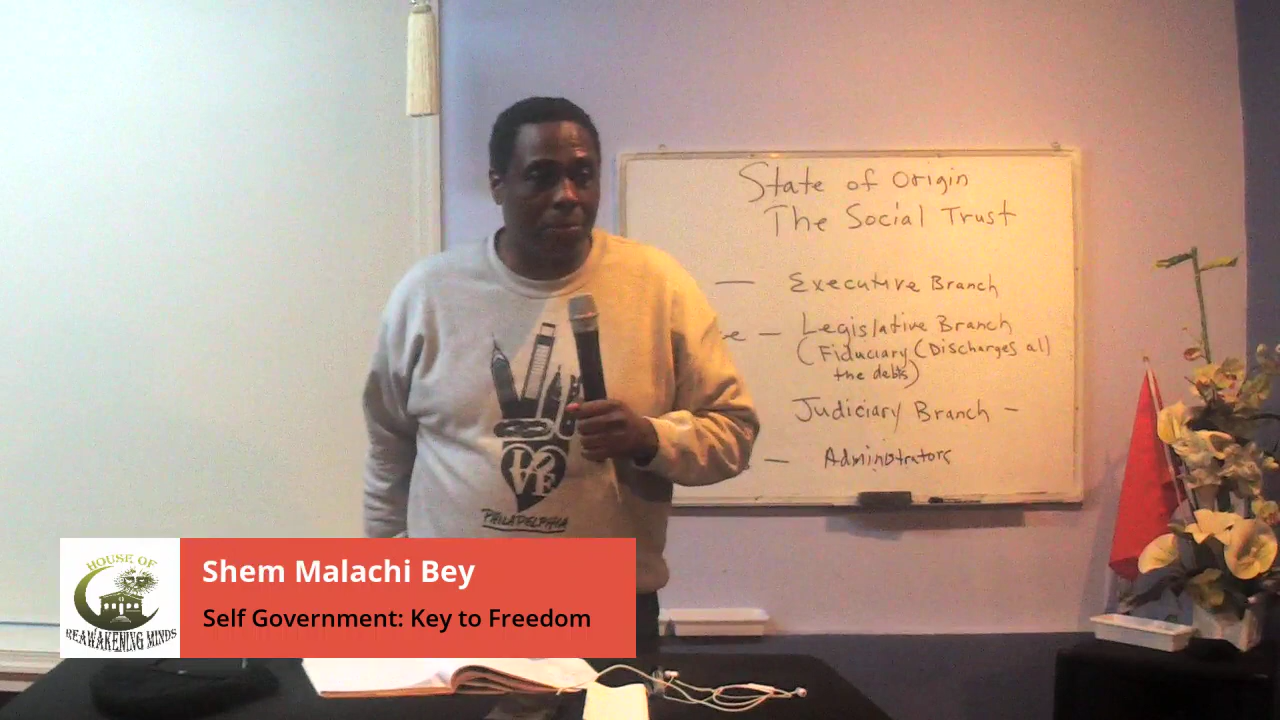 State of Origin
The Social Trust
— Executive Branch
e — Legislative Branch
(Fiduciary (Discharges all
the debts)
Judiciary Branch —
— Administrators
LOVE
PHILADELPHIA
HOUSE OF
REAWAKENING MINDS
Shem Malachi Bey
Self Government: Key to Freedom